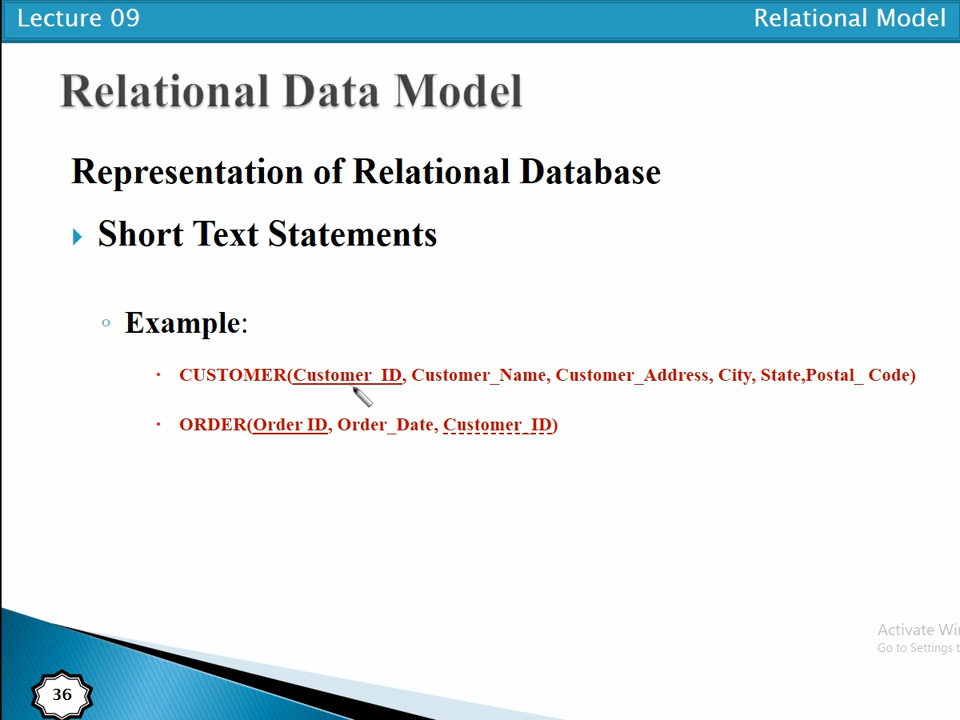 Lecture 09
Relational Model
Relational Data Model
Representation of Relational Database
Short Text Statements
Example:
CUSTOMER(Customer_ID, Customer_Name, Customer_Address, City, State,Postal_ Code)
ORDER(Order ID, Order_Date, Customer_ID)
Activate Wi
Go to Settings t
36